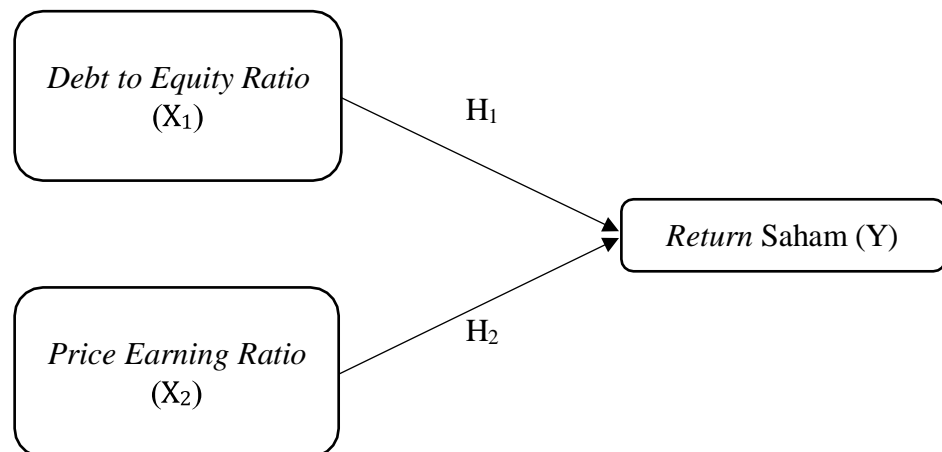 Debt to Equity Ratio
(X₁)
H₁
Return Saham (Y)
H₂
Price Earning Ratio
(X₂)